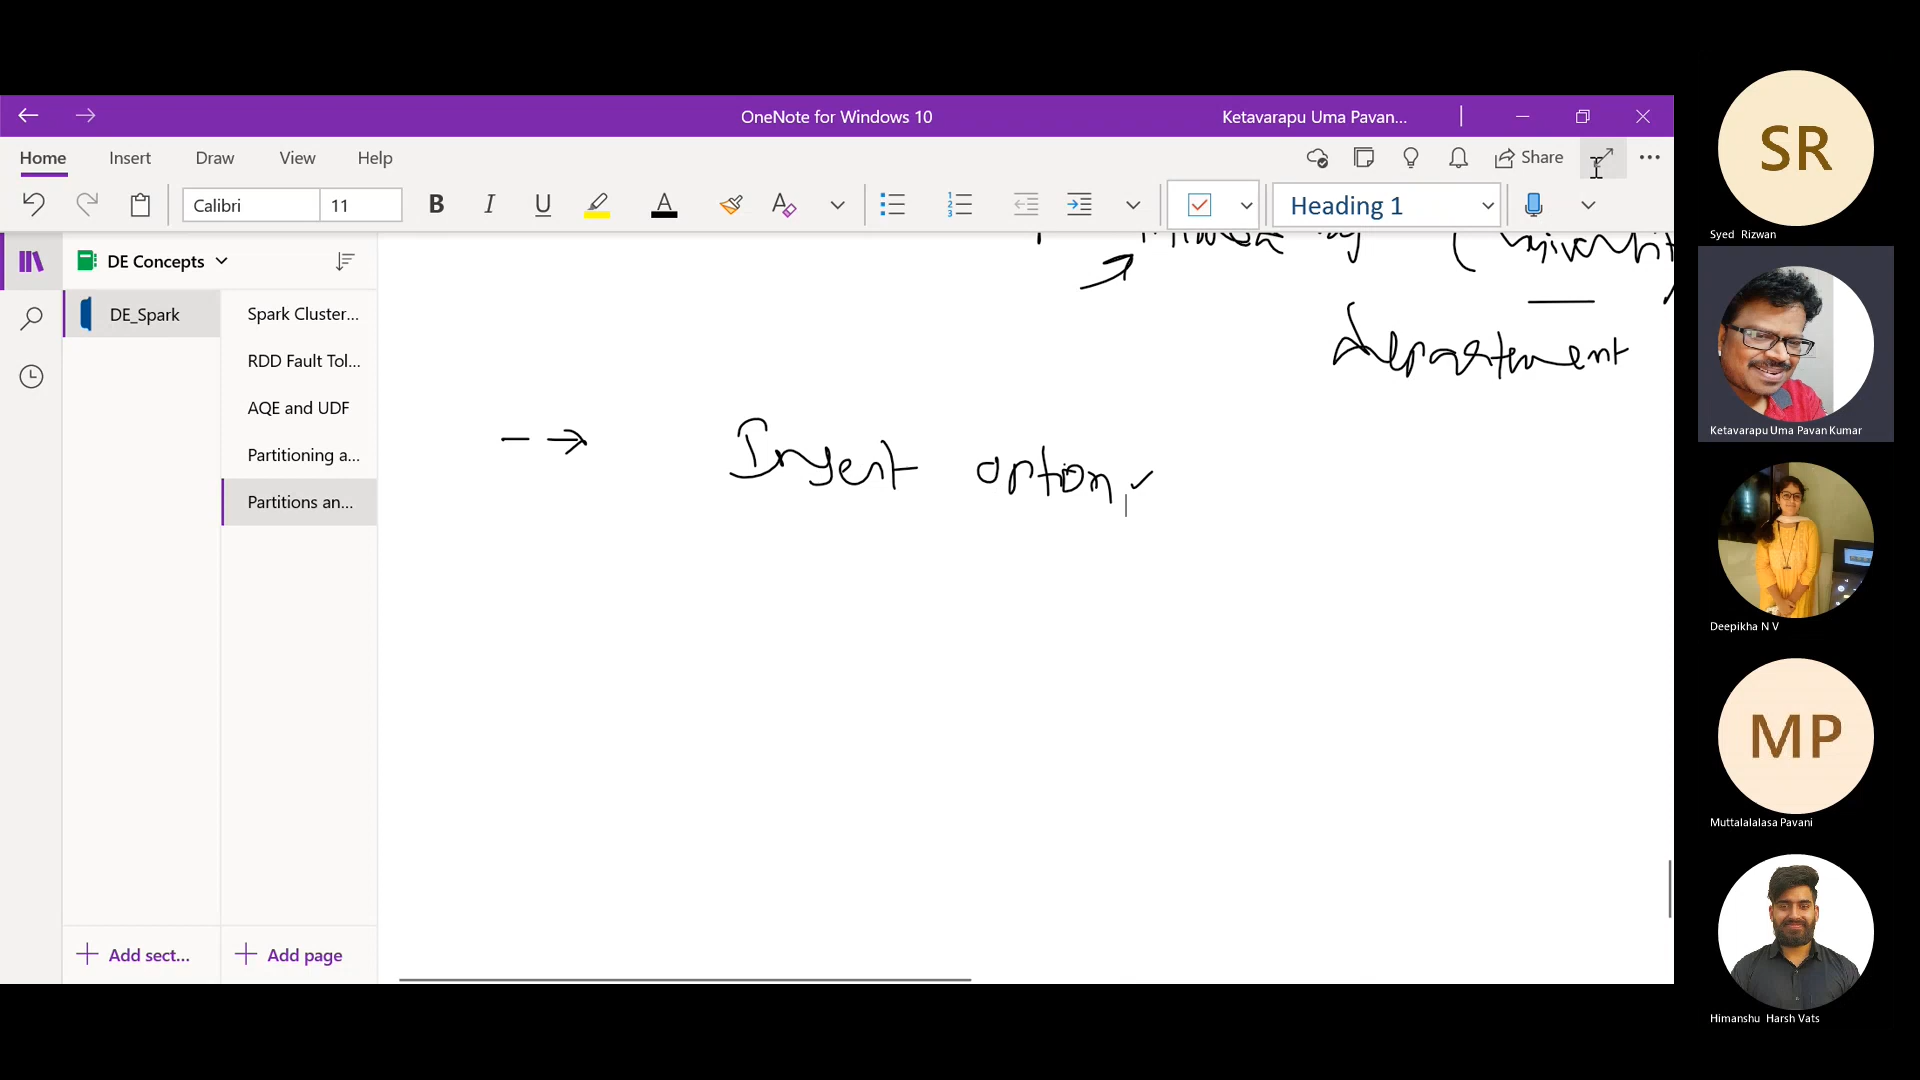 OneNote for Windows 10
Ketavarapu Uma Pavan...
Home Insert Draw View Help
Share
Calibri 11 B I U A A Heading 1
DE Concepts
DE_Spark
Spark Cluster...
RDD Fault Tol...
AQE and UDF
Partitioning a...
Partitions an...
Add sect...
Add page
department
Insert option
SR
Syed Rizwan
Ketavarapu Uma Pavan Kumar
Deepikha N V
MP
Muttalalalasa Pavani
Himanshu Harsh Vats